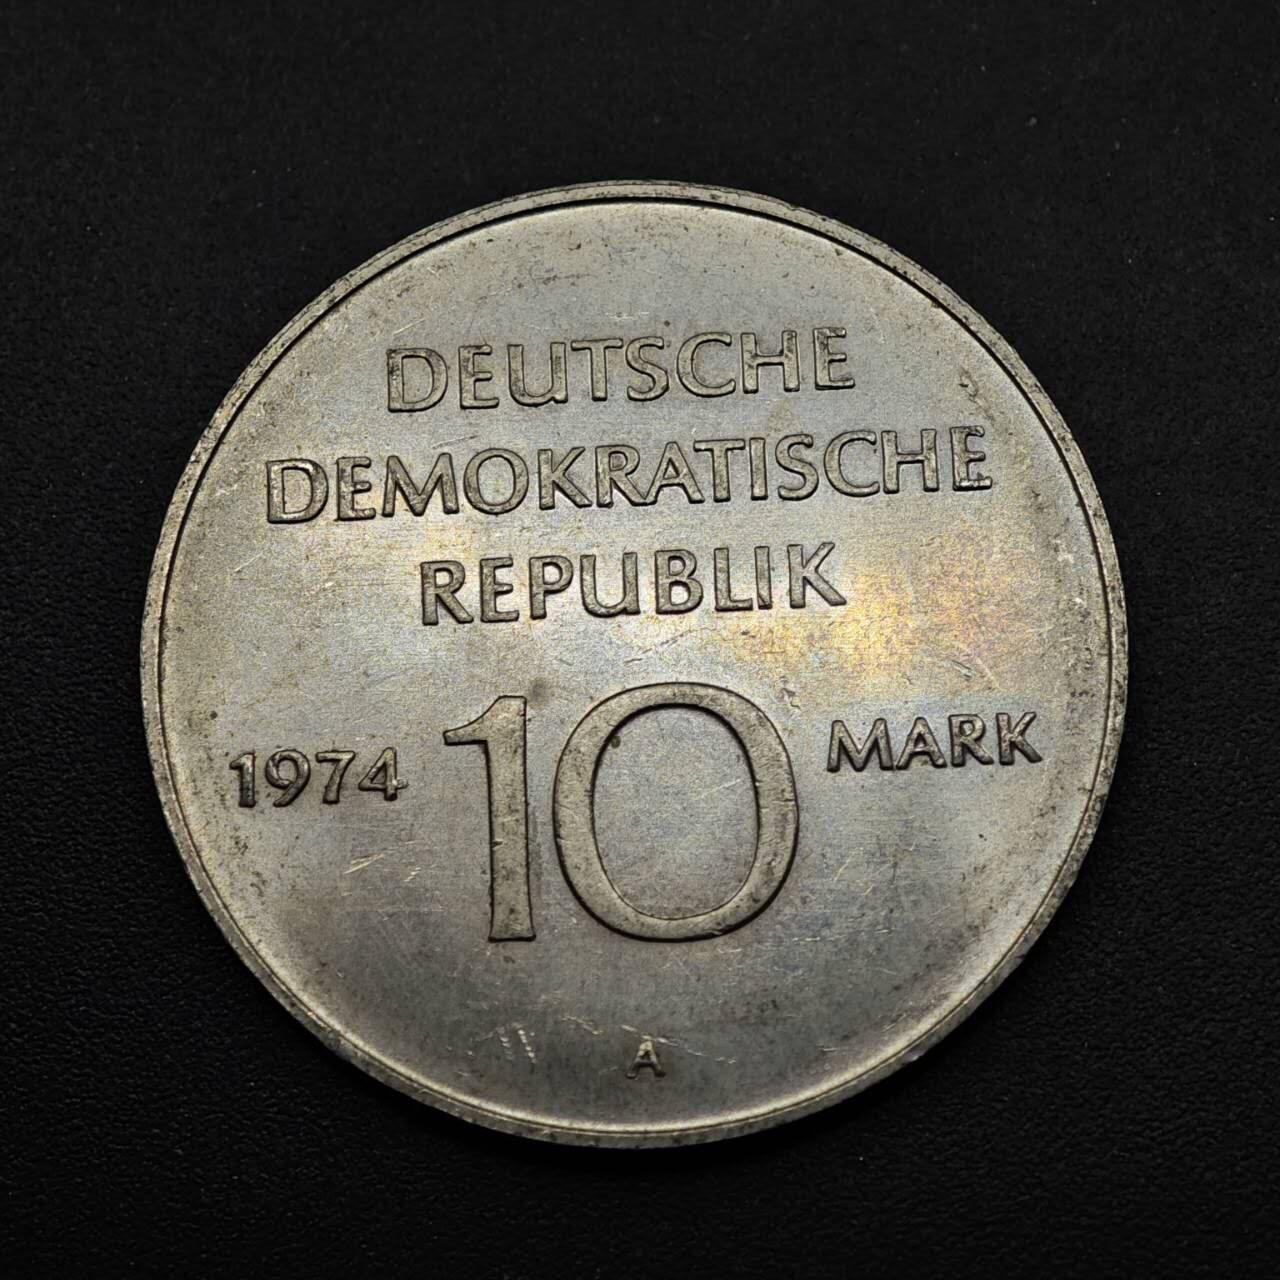 DEUTSCHE
DEMOKRATISCHE
REPUBLIK
1974 10 MARK
A